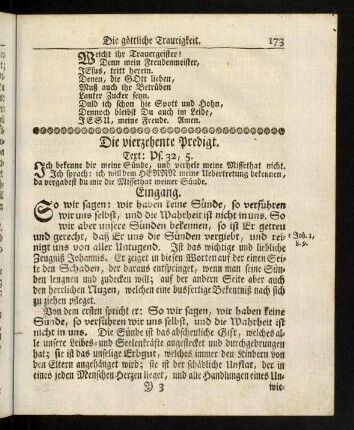 Die göttliche Traurigkeit. 173
Weicht ihr Trauergeister!
Denn mein Freudenmeister,
JEsus, tritt herein.
Denen, die GOtt lieben,
Muß auch ihr Betrüben
Lauter Zucker seyn.
Duld ich schon hie Spott und Hohn,
Dennoch bleibst Du auch im Leide,
JESU, meine Freude. Amen.
Die vierzehente Predigt.
Text: Ps. 32, 5.
Ich bekenne dir meine Sünde, und verhele meine Missethat nicht.
Ich sprach: ich will dem HERRN meine Uebertretung bekennen,
da vergabest du mir die Missethat meiner Sünde.
Eingang.
So wir sagen: wir haben keine Sünde, so verführen
wir uns selbst, und die Wahrheit ist nicht in uns. So
wir aber unsere Sünden bekennen, so ist Er getreu
und gerecht, daß Er uns die Sünden vergiebt, und rei-
nigt uns von aller Untugend. Ist das wichtige und liebliche
1 Joh. 1,
8. 9.
Zeugniß Johannis. Er zeiget in diesen Worten auf der einen Sei-
te den Schaden, der daraus entspringet, wenn man seine Sün-
den leugnen und zudecken will; auf der andern Seite aber auch
den herrlichen Nuzen, welchen eine busfertige Bekenntniß nach sich
zu ziehen pfleget.
Von dem ersten spricht er: So wir sagen, wir haben keine
Sünde, so verführen wir uns selbst, und die Wahrheit ist
nicht in uns. Die Sünde ist das abscheuliche Gift, welches al-
le unsere Leibes- und Seelenkräfte angesteckt und durchgedrungen
hat; sie ist das unselige Erbgut, welches immer den Kindern von
den Eltern angehänget wird; sie ist der schädliche Unflat, der in
eines jeden Menschen Herzen lieget, und alle Handlungen eines Un-
Y 3 wie-